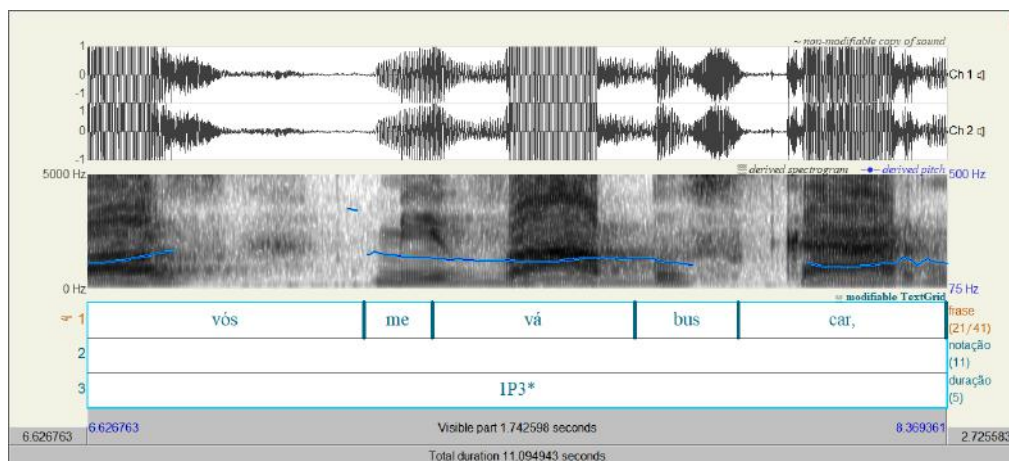 ~ non-modifiable copy of sound
1
0
-1
Ch 1
1
0
-1
Ch 2
derived spectrogram derived pitch
5000 Hz
500 Hz
0 Hz
75 Hz
modifiable TextGrid
1
vós me vá bus car,
frase
(21/41)
2
notação
(11)
3
1P3*
duração
(5)
6.626763
Visible part 1.742598 seconds
8.369361
6.626763
2.725583
Total duration 11.094943 seconds